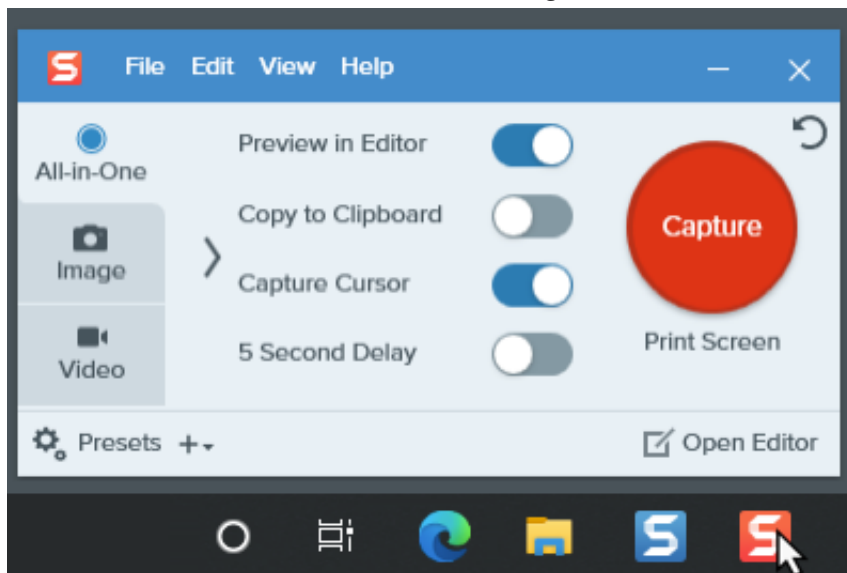 File Edit View Help
All-in-One
Image
Video
Preview in Editor
Copy to Clipboard
Capture Cursor
5 Second Delay
Capture
Print Screen
Presets
Open Editor